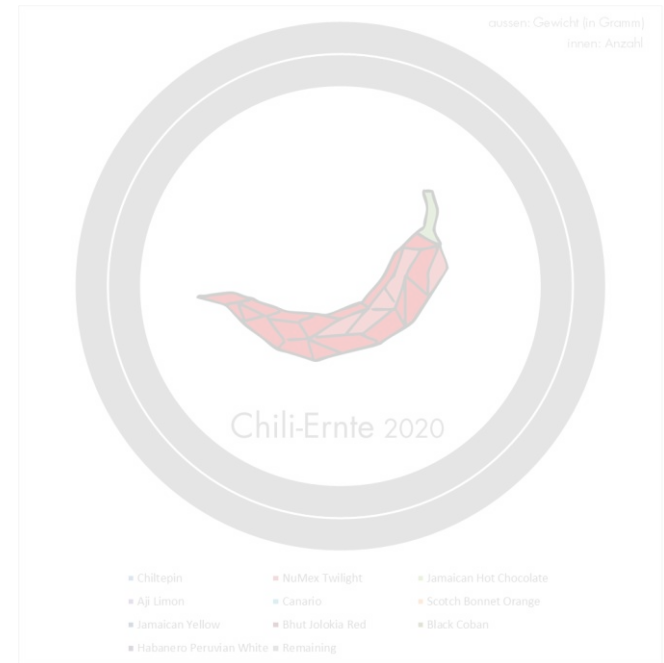 aussen: Gewicht (in Gramm)
innen: Anzahl
Chili-Ernte 2020
Chiltepin
NuMex Twilight
Jamaican Hot Chocolate
Aji Limon
Canario
Scotch Bonnet Orange
Jamaican Yellow
Bhut Jolokia Red
Black Coban
Habanero Peruvian White
Remaining